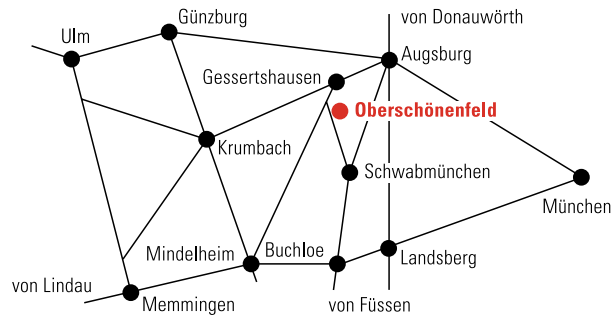 Günzburg
von Donauwörth
Ulm
Augsburg
Gessertshausen
Oberschönenfeld
Krumbach
Schwabmünchen
München
Mindelheim
Buchloe
Landsberg
von Lindau
Memmingen
von Füssen